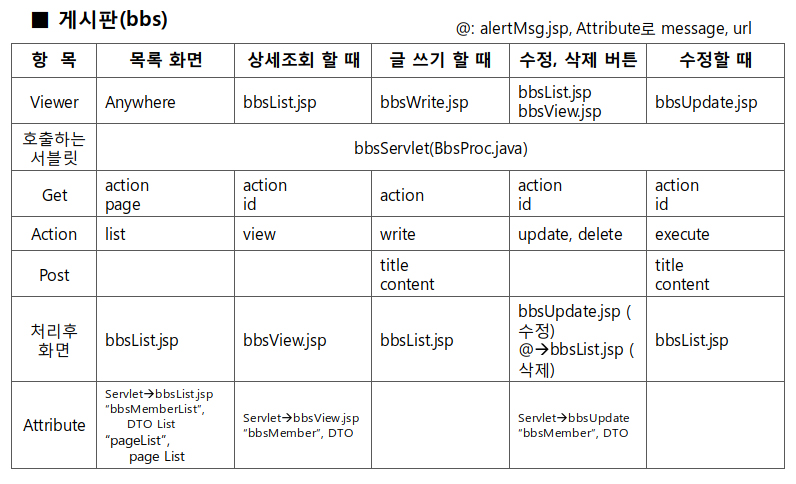 ■ 게시판(bbs)
@: alertMsg.jsp, Attribute로 message, url
항 목 목록 화면 상세조회 할 때 글 쓰기 할 때 수정, 삭제 버튼 수정할 때
Viewer Anywhere bbsList.jsp bbsWrite.jsp bbsList.jsp bbsUpdate.jsp
bbsView.jsp
호출하는
서블릿
bbsServlet(BbsProc.java)
Get
action
page
action
id
action
action
id
action
id
Action list view write update, delete execute
Post
title
content
title
content
처리후
화면
bbsList.jsp
bbsView.jsp
bbsList.jsp
bbsUpdate.jsp (
수정)
@→bbsList.jsp (
삭제)
bbsList.jsp
Attribute
Servlet→bbsList.jsp
“bbsMemberList”,
DTO List
“pageList”,
page List
Servlet→bbsView.jsp
“bbsMember”, DTO
Servlet→bbsUpdate
“bbsMember”, DTO